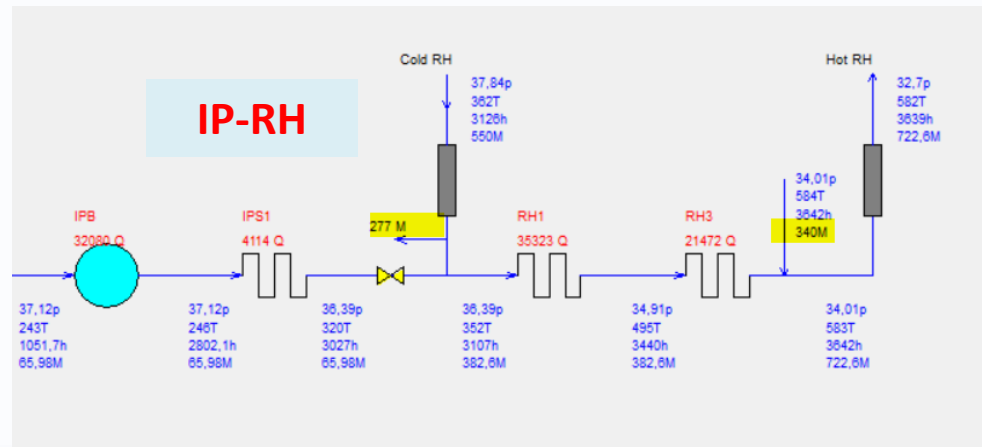 Cold RH
Hot RH
37,84p
362T
3126h
550M
32,7p
582T
3639h
722,6M
IP-RH
34,01p
584T
3642h
340M
IPB
32080 Q
IPS1
4114 Q
277 M
RH1
35323 Q
RH3
21472 Q
37,12p
243T
1051,7h
65,98M
37,12p
246T
2802,1h
65,98M
36,39p
320T
3027h
65,98M
36,39p
352T
3107h
382,6M
34,91p
495T
3440h
382,6M
34,01p
583T
3642h
722,6M